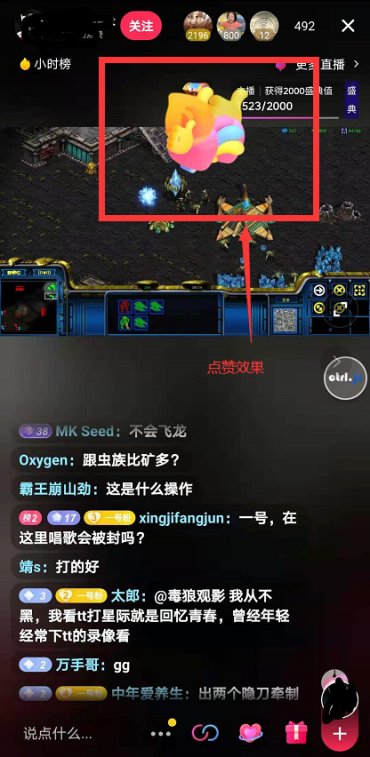 关注
2196
800
12
492
小时榜
更多直播
主播 | 获得2000盛典值
523/2000
盛典
点赞效果
ctrl.
38 MK Seed：不会飞龙
Oxygen：跟虫族比矿多？
霸王崩山劲：这是什么操作
榜2 17 3 一号粉 xingjifangjun：一号，在
这里唱歌会被封吗？
靖s：打的好
3 2 一号粉 太郎：@毒狼观影 我从不
黑，我看tt打星际就是回忆青春，曾经年轻
经常下tt的录像看
2 万手哥：gg
3 一号粉 中年爱养生：出两个隐刀牵制
说点什么...